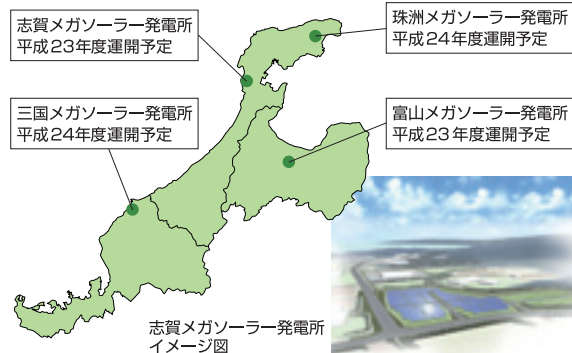 志賀メガソーラー発電所
平成23年度運開予定
珠洲メガソーラー発電所
平成24年度運開予定
三国メガソーラー発電所
平成24年度運開予定
富山メガソーラー発電所
平成23年度運開予定
志賀メガソーラー発電所
イメージ図